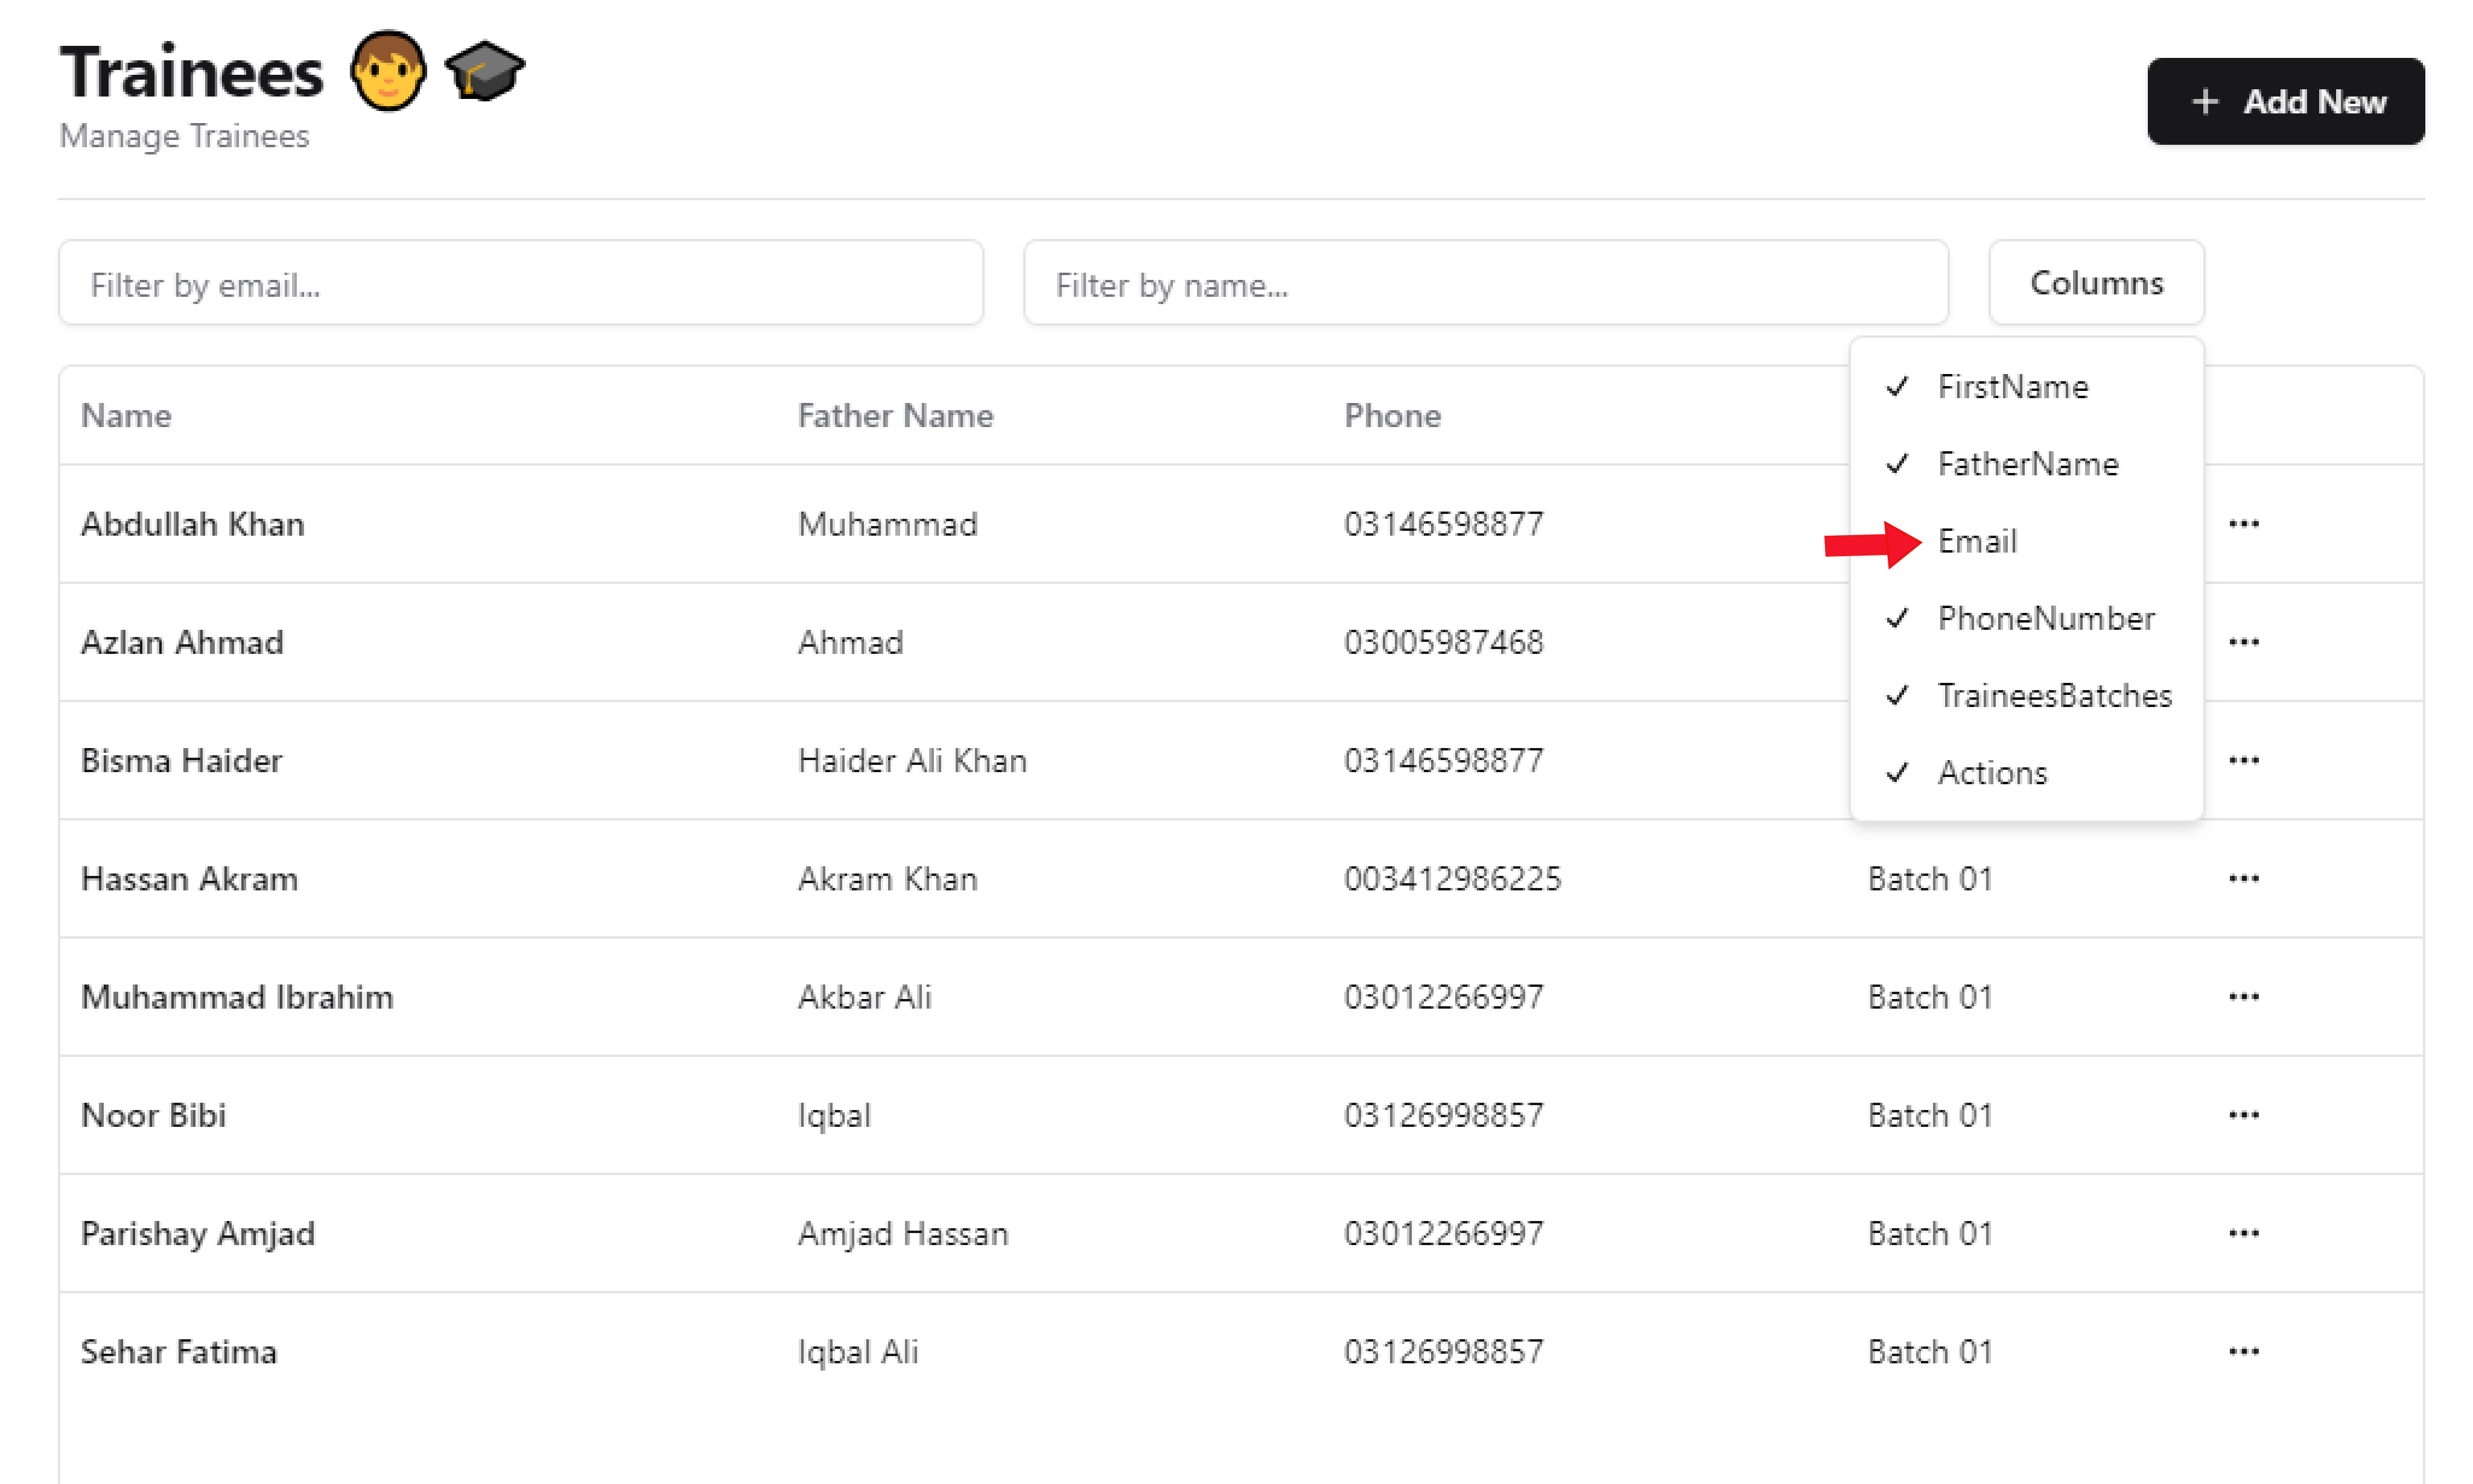 Trainees
Manage Trainees
+ Add New
Filter by email...
Filter by name...
Columns
Name Father Name Phone
FirstName
FatherName
Email
PhoneNumber
TraineesBatches
Actions
Abdullah Khan Muhammad 03146598877 ...
Azlan Ahmad Ahmad 03005987468 ...
Bisma Haider Haider Ali Khan 03146598877 ...
Hassan Akram Akram Khan 003412986225 Batch 01 ...
Muhammad Ibrahim Akbar Ali 03012266997 Batch 01 ...
Noor Bibi Iqbal 03126998857 Batch 01 ...
Parishay Amjad Amjad Hassan 03012266997 Batch 01 ...
Sehar Fatima Iqbal Ali 03126998857 Batch 01 ...